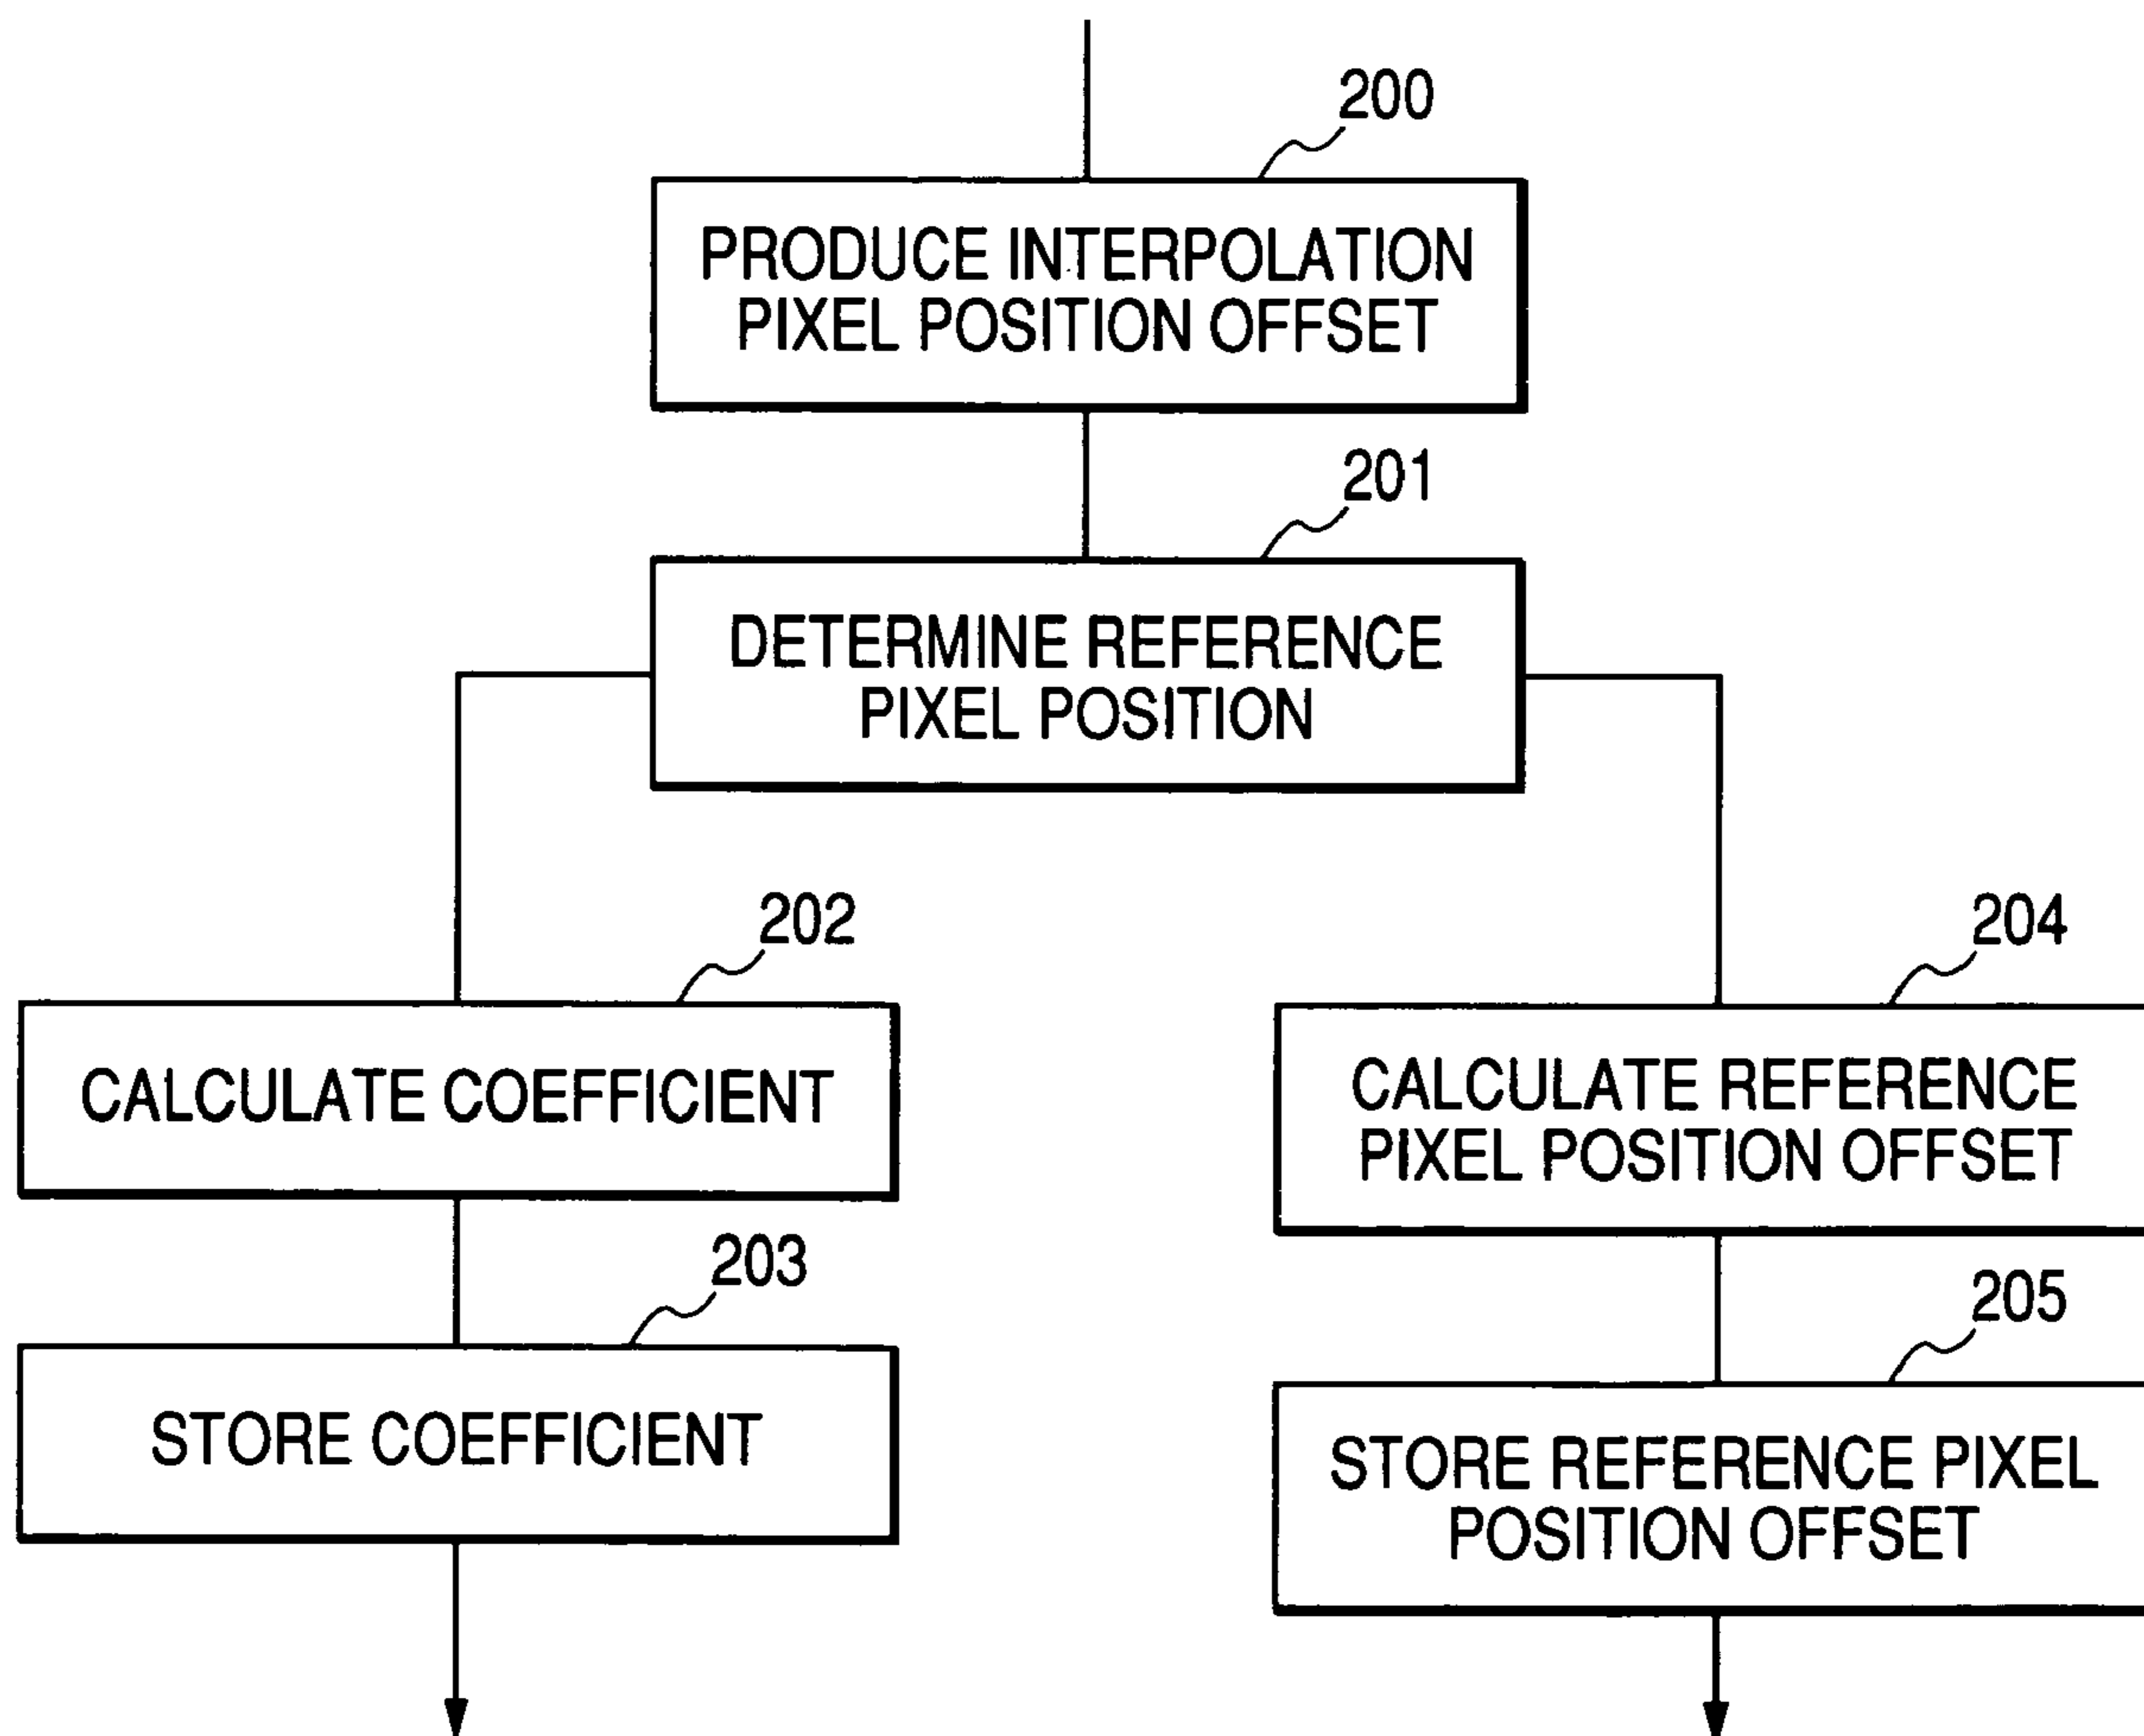 200
PRODUCE INTERPOLATION
PIXEL POSITION OFFSET
201
DETERMINE REFERENCE
PIXEL POSITION
202
CALCULATE COEFFICIENT
203
STORE COEFFICIENT
204
CALCULATE REFERENCE
PIXEL POSITION OFFSET
205
STORE REFERENCE PIXEL
POSITION OFFSET